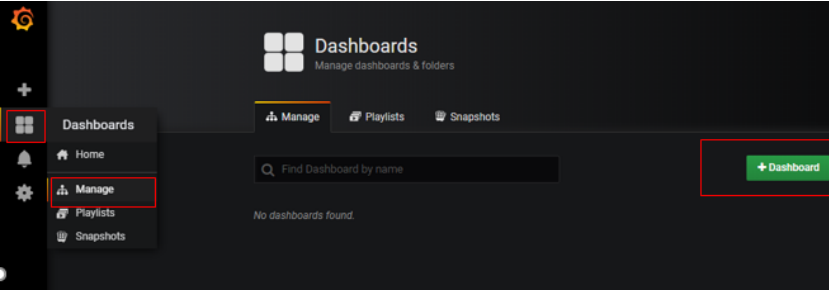 Dashboards
Manage dashboards & folders
Manage
Playlists
Snapshots
Dashboards
Home
Manage
Playlists
Snapshots
Find Dashboard by name
+ Dashboard
No dashboards found.